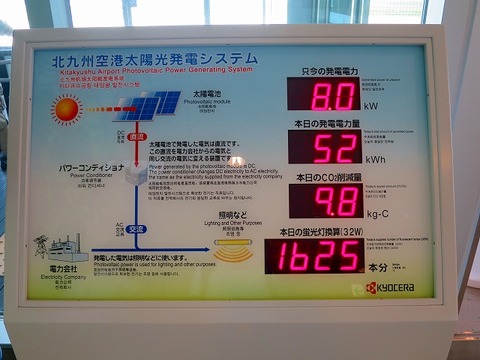 北九州空港太陽光発電システム
Kitakyushu Airport Photovoltaic Power Generating System
太陽電池
Photovoltaic module
DC
直流
直流
太陽電池で発電した電気は直流です。
この直流を電力会社からの電気と
同じ交流の電気に変える装置です。
Power generated by the photovoltaic module is DC.
The power conditioner changes DC electricity to AC electricity,
the same as the electricity supplied from the electricity company.
パワーコンディショナ
Power Conditioner
AC
交流
交流
照明など
Lighting and Other Purposes
電力会社
Electricity Company
電力公司
発電した電気は照明などに使います。
Photovoltaic power is used for lighting and other purposes.
只今の発電電力
8.0 kW
本日の発電電力量
52 kWh
本日のCO2削減量
9.8 kg-C
本日の蛍光灯換算(32W)
1625 本分
KYOCERA